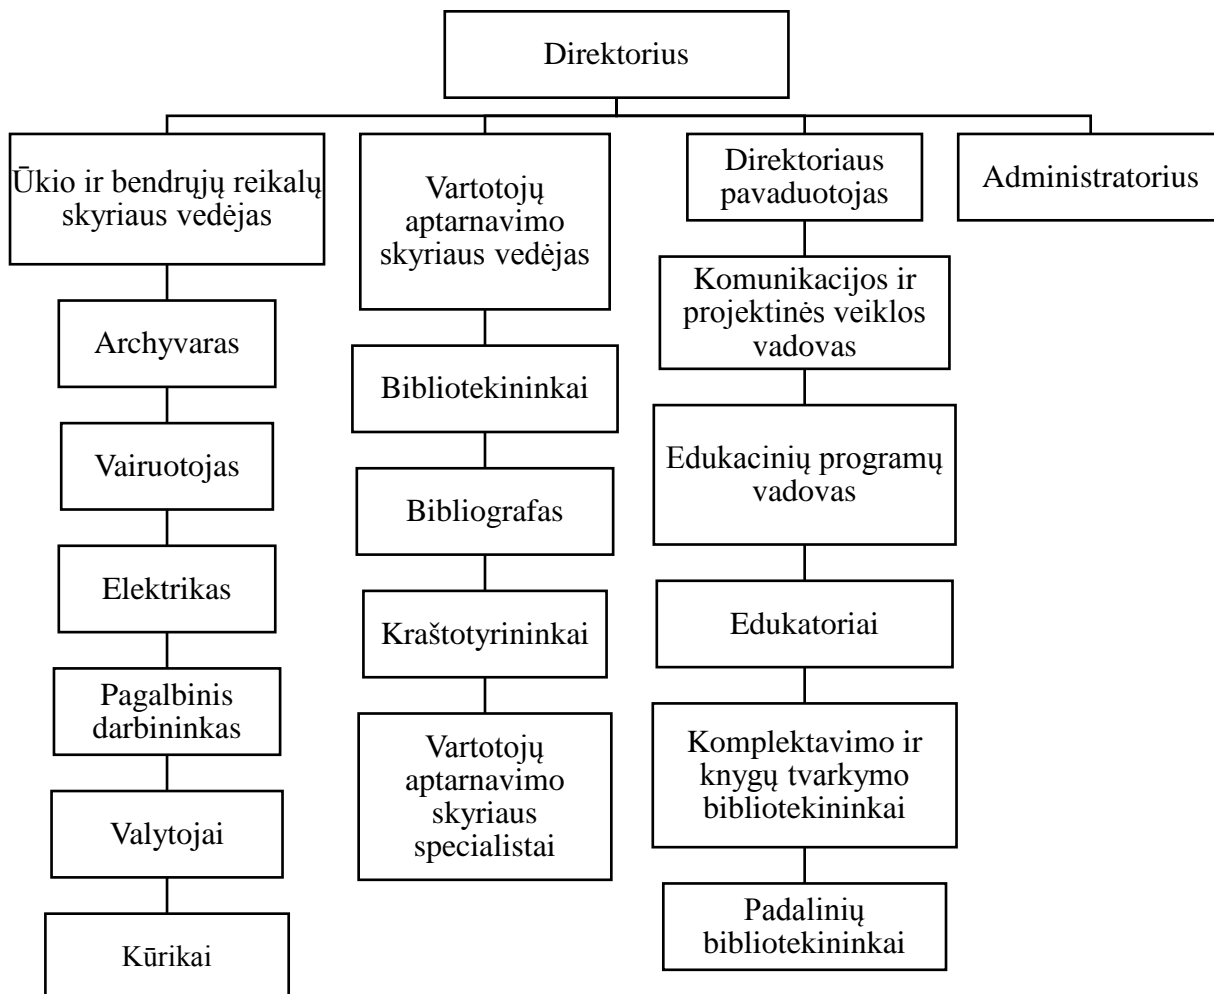 Direktorius
Ūkio ir bendrųjų reikalų
skyriaus vedėjas
Archyvaras
Vairuotojas
Elektrikas
Pagalbinis
darbininkas
Valytojai
Kūrikai
Vartotojų
aptarnavimo
skyriaus vedėjas
Bibliotekininkai
Bibliografas
Kraštotyrininkai
Vartotojų
aptarnavimo
skyriaus
specialistai
Direktoriaus
pavaduotojas
Komunikacijos ir
projektinės veiklos
vadovas
Edukacinių programų
vadovas
Edukatoriai
Komplektavimo ir
knygų tvarkymo
bibliotekininkai
Padalinių
bibliotekininkai
Administratorius